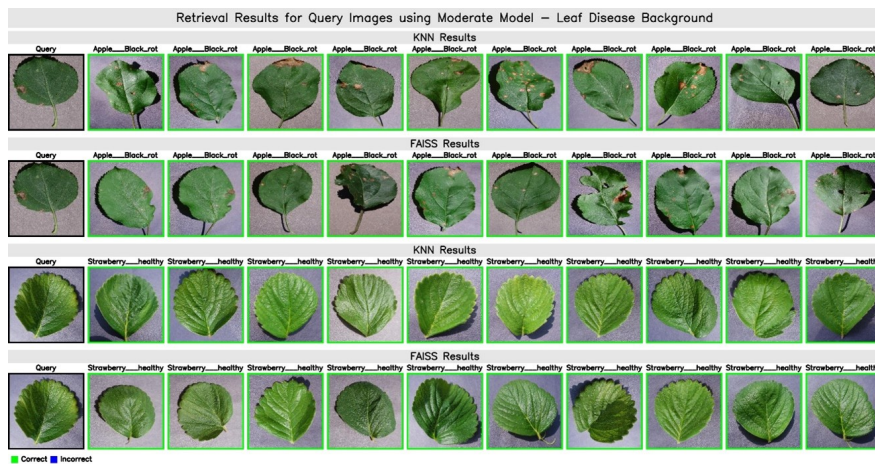 Retrieval Results for Query Images using Moderate Model – Leaf Disease Background
KNN Results
Query Apple___Black_rot Apple___Black_rot Apple___Black_rot Apple___Black_rot Apple___Black_rot Apple___Black_rot Apple___Black_rot Apple___Black_rot Apple___Black_rot Apple___Black_rot
FAISS Results
Query Apple___Black_rot Apple___Black_rot Apple___Black_rot Apple___Black_rot Apple___Black_rot Apple___Black_rot Apple___Black_rot Apple___Black_rot Apple___Black_rot Apple___Black_rot
KNN Results
Query Strawberry___healthy Strawberry___healthy Strawberry___healthy Strawberry___healthy Strawberry___healthy Strawberry___healthy Strawberry___healthy Strawberry___healthy Strawberry___healthy Strawberry___healthy
FAISS Results
Query Strawberry___healthy Strawberry___healthy Strawberry___healthy Strawberry___healthy Strawberry___healthy Strawberry___healthy Strawberry___healthy Strawberry___healthy Strawberry___healthy Strawberry___healthy
Correct Incorrect